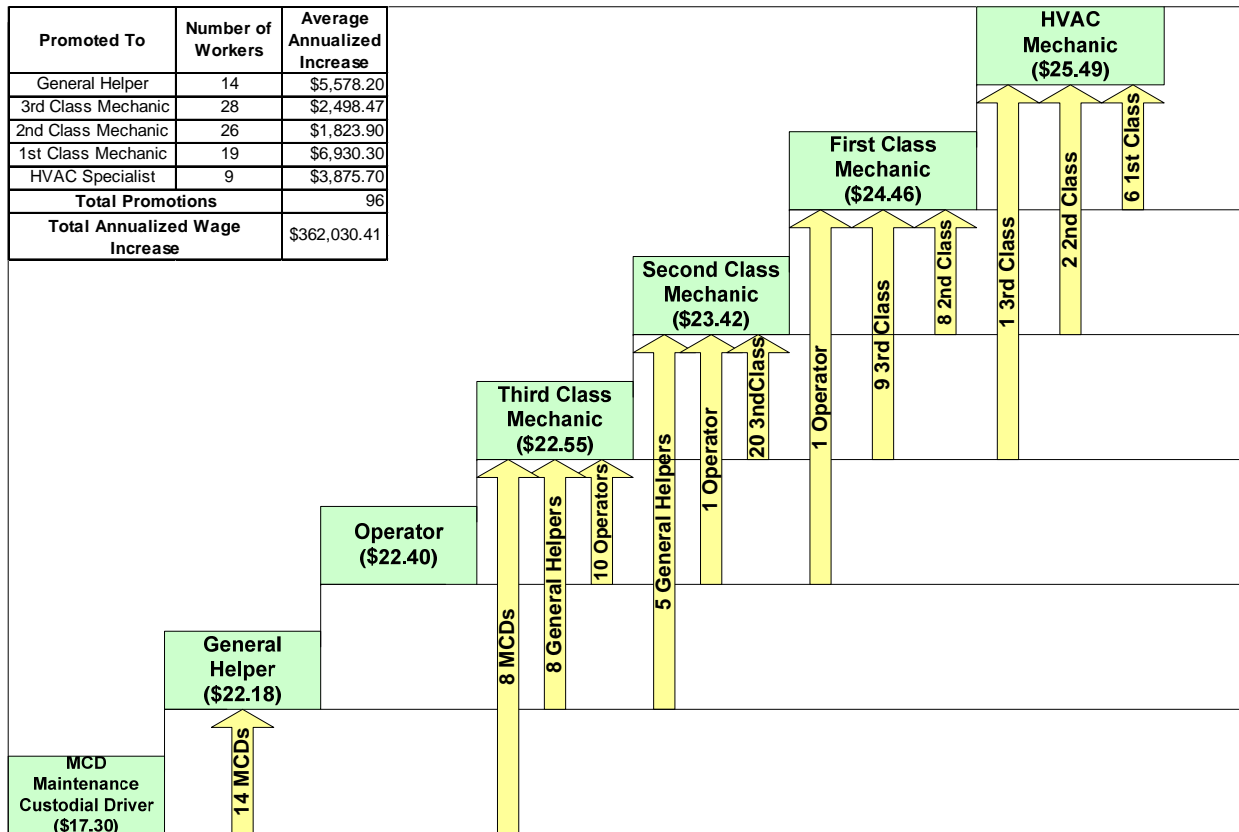 Promoted To
Number of
Workers
Average
Annualized
Increase
General Helper 14 $5,578.20
3rd Class Mechanic 28 $2,498.47
2nd Class Mechanic 26 $1,823.90
1st Class Mechanic 19 $6,930.30
HVAC Specialist 9 $3,875.70
Total Promotions 96
Total Annualized Wage
Increase
$362,030.41
HVAC
Mechanic
($25.49)
1 3rd Class
2 2nd Class
6 1st Class
First Class
Mechanic
($24.46)
1 Operator
9 3rd Class
8 2nd Class
Second Class
Mechanic
($23.42)
5 General Helpers
1 Operator
20 3ndClass
Third Class
Mechanic
($22.55)
8 MCDs
8 General Helpers
10 Operators
Operator
($22.40)
General
Helper
($22.18)
14 MCDs
MCD
Maintenance
Custodial Driver
($17.30)